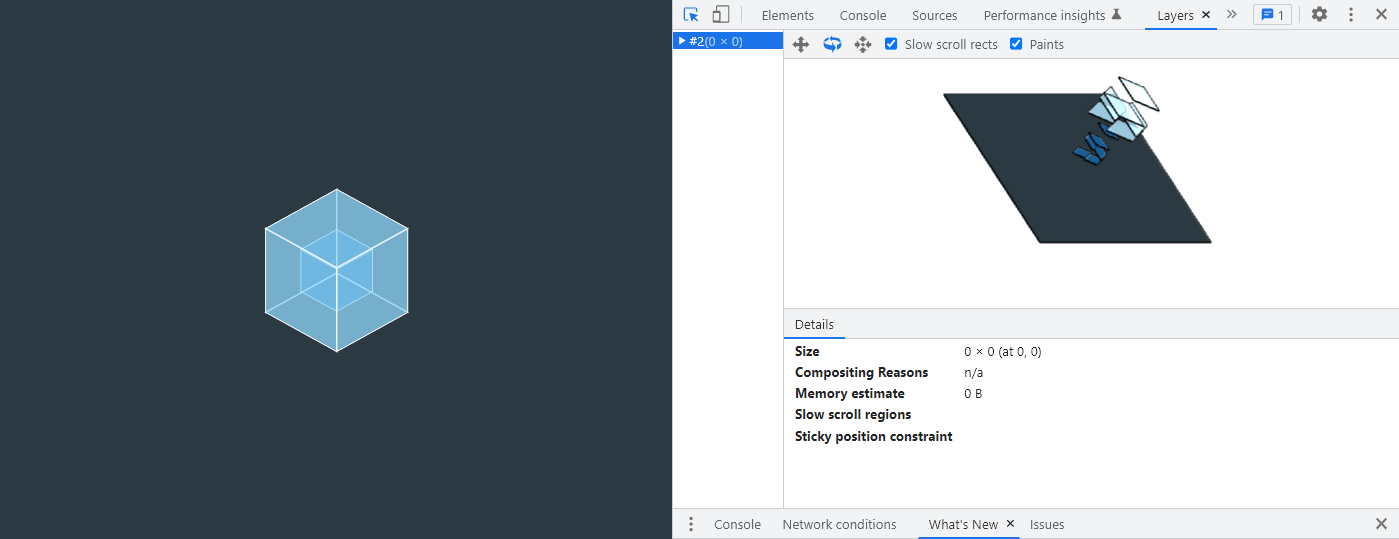 Elements Console Sources Performance insights Layers × » 1
#2(0 × 0)
Slow scroll rects Paints
Details
Size 0 × 0 (at 0, 0)
Compositing Reasons n/a
Memory estimate 0 B
Slow scroll regions
Sticky position constraint
Console Network conditions What's New × Issues